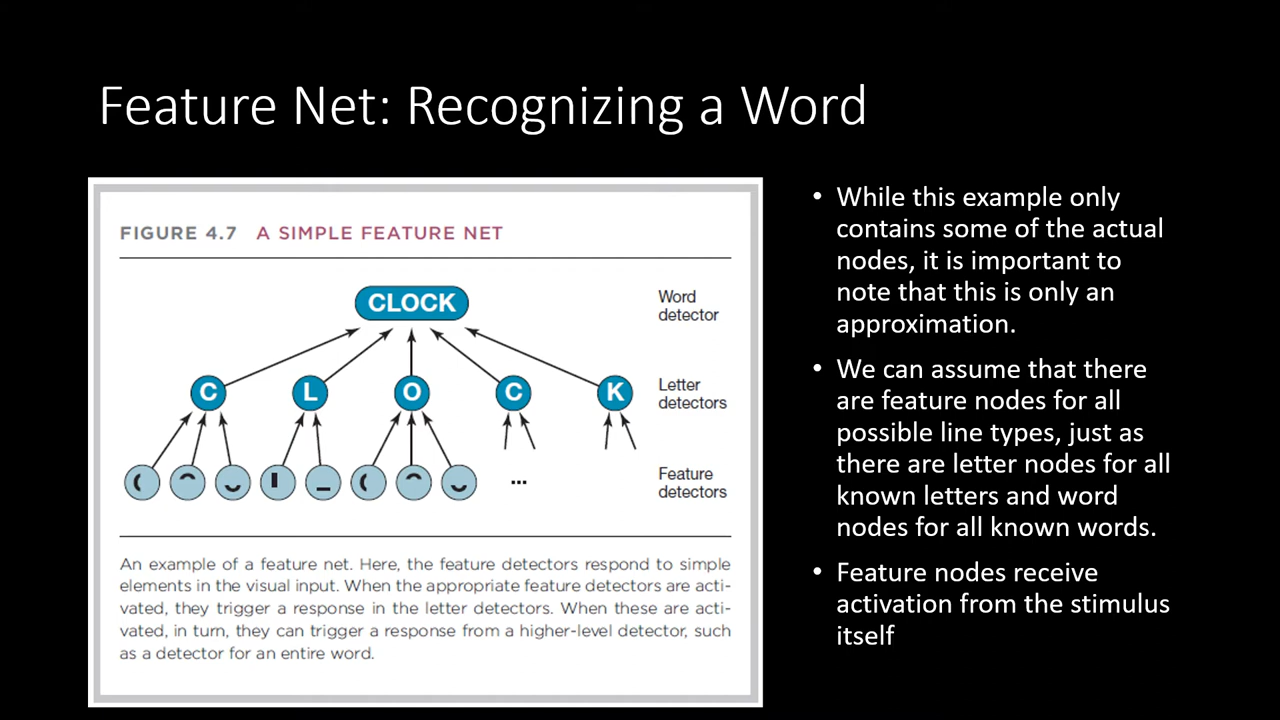 Feature Net: Recognizing a Word
FIGURE 4.7 A SIMPLE FEATURE NET
CLOCK
Word
detector
C L O C K
Letter
detectors
...
Feature
detectors
An example of a feature net. Here, the feature detectors respond to simple
elements in the visual input. When the appropriate feature detectors are acti-
vated, they trigger a response in the letter detectors. When these are acti-
vated, in turn, they can trigger a response from a higher-level detector, such
as a detector for an entire word.
• While this example only
contains some of the actual
nodes, it is important to
note that this is only an
approximation.
• We can assume that there
are feature nodes for all
possible line types, just as
there are letter nodes for all
known letters and word
nodes for all known words.
• Feature nodes receive
activation from the stimulus
itself